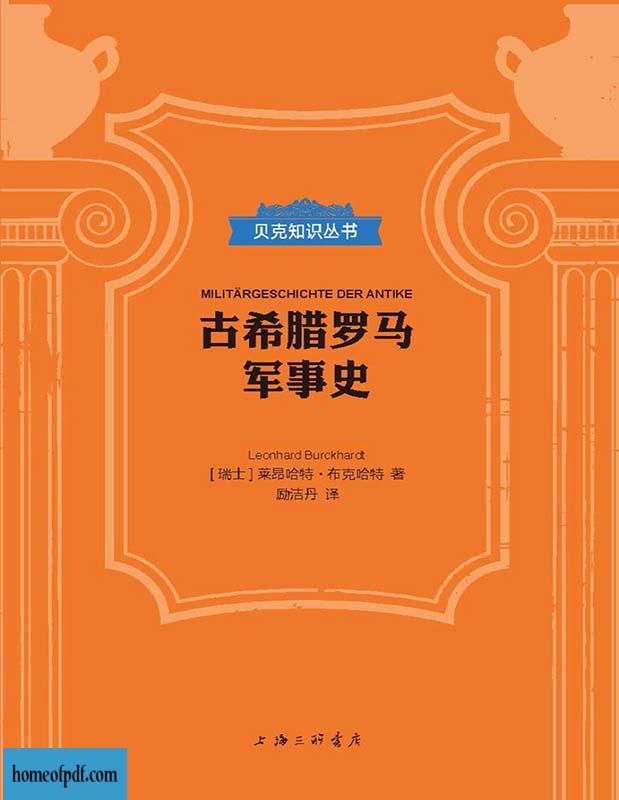 贝克知识丛书
MILITÄRGESCHICHTE DER ANTIKE
古希腊罗马
军事史
Leonhard Burckhardt
[瑞士]莱昂哈特·布克哈特 著
励洁丹 译
上海三联书店
homeofpdf.com